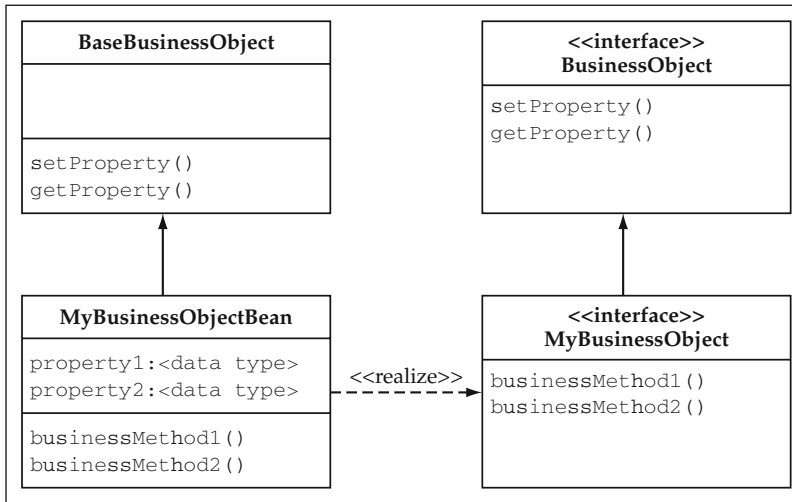 BaseBusinessObject
setProperty()
getProperty()
<<interface>>
BusinessObject
setProperty()
getProperty()
MyBusinessObjectBean
property1:<data type>
property2:<data type>
businessMethod1()
businessMethod2()
<<realize>>
<<interface>>
MyBusinessObject
businessMethod1()
businessMethod2()